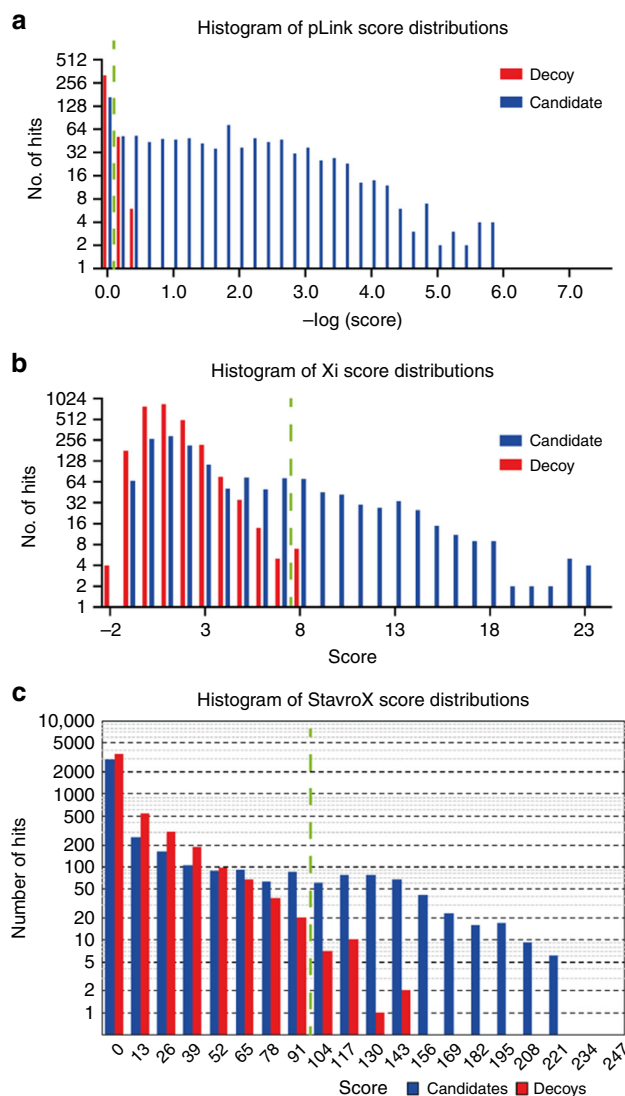 a
Histogram of pLink score distributions
512
256
128
64
32
16
8
4
2
1
No. of hits
Decoy
Candidate
0.0 1.0 2.0 3.0 4.0 5.0 6.0 7.0
–log (score)
b
Histogram of Xi score distributions
1024
512
256
128
64
32
16
8
4
2
1
No. of hits
Candidate
Decoy
–2 3 8 13 18 23
Score
c
Histogram of StavroX score distributions
10,000
5000
2000
1000
500
200
100
50
20
10
5
2
1
Number of hits
0 13 26 39 52 65 78 91 104 117 130 143 156 169 182 195 208 221 234 247
Score Candidates Decoys